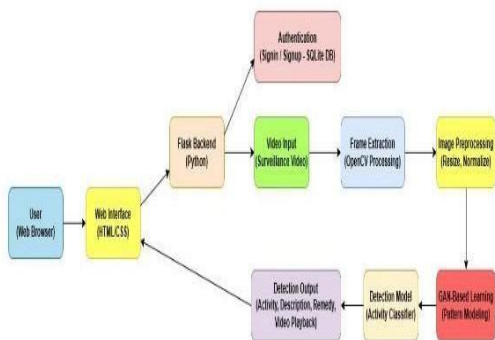 Authentication
(Signin / Signup - SQLite DB)
Flask Backend
(Python)
Video Input
(Surveillance Video)
Frame Extraction
(OpenCV Processing)
Image Preprocessing
(Resize, Normalize)
User
(Web Browser)
Web Interface
(HTML/CSS)
Detection Output
(Activity, Description, Remedy,
Video Playback)
Detection Model
(Activity Classifier)
GAN-Based Learning
(Pattern Modeling)